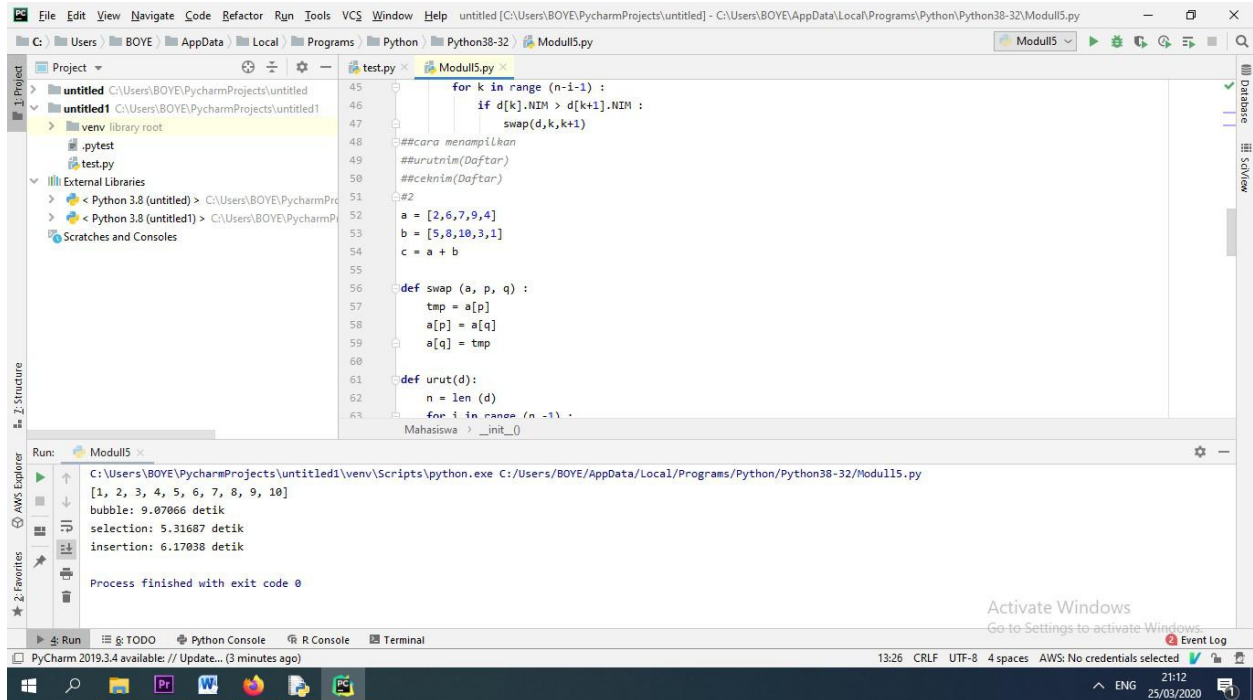 File Edit View Navigate Code Refactor Run Tools VCS Window Help untitled [C:\Users\BOYE\PycharmProjects\untitled] - C:\Users\BOYE\AppData\Local\Programs\Python\Python38-32\Modull5.py
C: Users BOYE AppData Local Programs Python Python38-32 Modull5.py Modull5
Project
test.py Modull5.py
1: Project
untitled C:\Users\BOYE\PycharmProjects\untitled
untitled1 C:\Users\BOYE\PycharmProjects\untitled1
venv library root
.pytest
test.py
External Libraries
< Python 3.8 (untitled) > C:\Users\BOYE\PycharmPro
< Python 3.8 (untitled1) > C:\Users\BOYE\PycharmP
Scratches and Consoles
45 for k in range (n-i-1) :
46 if d[k].NIM > d[k+1].NIM :
47 swap(d,k,k+1)
48 ##cara menampilkan
49 ##urutnim(Daftar)
50 ##ceknim(Daftar)
51 #2
52 a = [2,6,7,9,4]
53 b = [5,8,10,3,1]
54 c = a + b
55
56 def swap (a, p, q) :
57 tmp = a[p]
58 a[p] = a[q]
59 a[q] = tmp
60
61 def urut(d):
62 n = len (d)
63 for i in range (n -1) :
Mahasiswa > __init__()
Database
SciView
7: Structure
AWS Explorer
2: Favorites
Run: Modull5
C:\Users\BOYE\PycharmProjects\untitled1\venv\Scripts\python.exe C:/Users/BOYE/AppData/Local/Programs/Python/Python38-32/Modull5.py
[1, 2, 3, 4, 5, 6, 7, 8, 9, 10]
bubble: 9.07066 detik
selection: 5.31687 detik
insertion: 6.17038 detik
Process finished with exit code 0
Activate Windows
Go to Settings to activate Windows.
4: Run 6: TODO Python Console R Console Terminal 2 Event Log
PyCharm 2019.3.4 available: // Update... (3 minutes ago) 13:26 CRLF UTF-8 4 spaces AWS: No credentials selected
ENG 21:12
25/03/2020